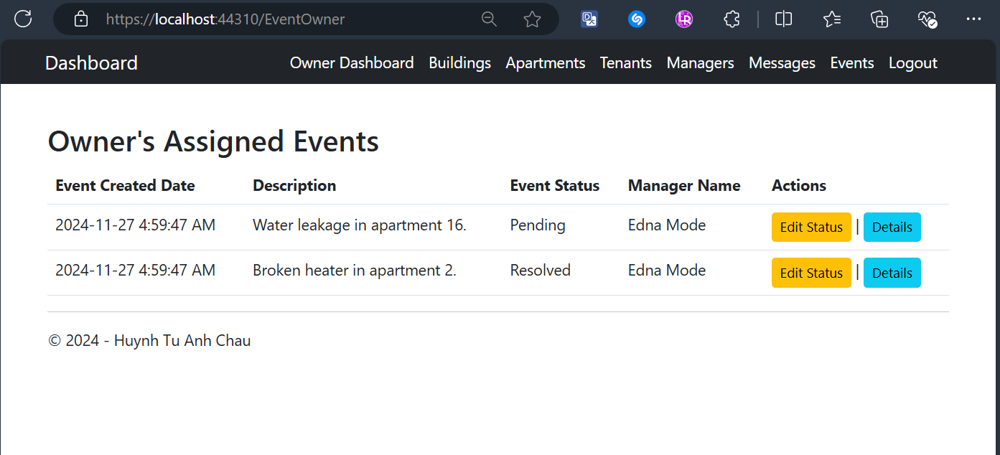 https://localhost:44310/EventOwner
Dashboard Owner Dashboard Buildings Apartments Tenants Managers Messages Events Logout
Owner's Assigned Events
Event Created Date Description Event Status Manager Name Actions
2024-11-27 4:59:47 AM Water leakage in apartment 16. Pending Edna Mode Edit Status | Details
2024-11-27 4:59:47 AM Broken heater in apartment 2. Resolved Edna Mode Edit Status | Details
© 2024 - Huynh Tu Anh Chau